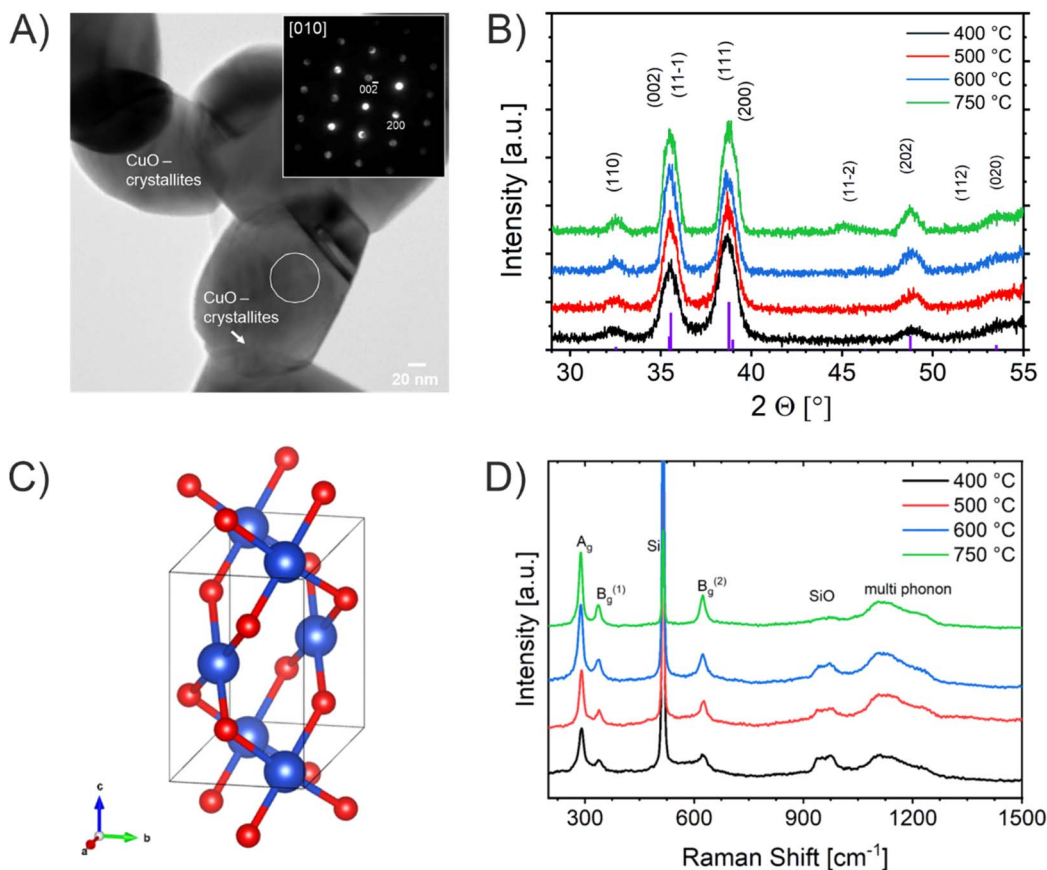 A)
[010]
002̅
200
CuO –
crystallites
CuO –
crystallites
20 nm
B)
Intensity [a.u.]
(110)
(002)
(11-1)
(111)
(200)
(11-2)
(202)
(112)
(020)
400 °C
500 °C
600 °C
750 °C
30 35 40 45 50 55
2 Θ [°]
C)
c
b
a
D)
Intensity [a.u.]
Ag
Bg(1)
Si
Bg(2)
SiO
multi phonon
400 °C
500 °C
600 °C
750 °C
300 600 900 1200 1500
Raman Shift [cm-1]